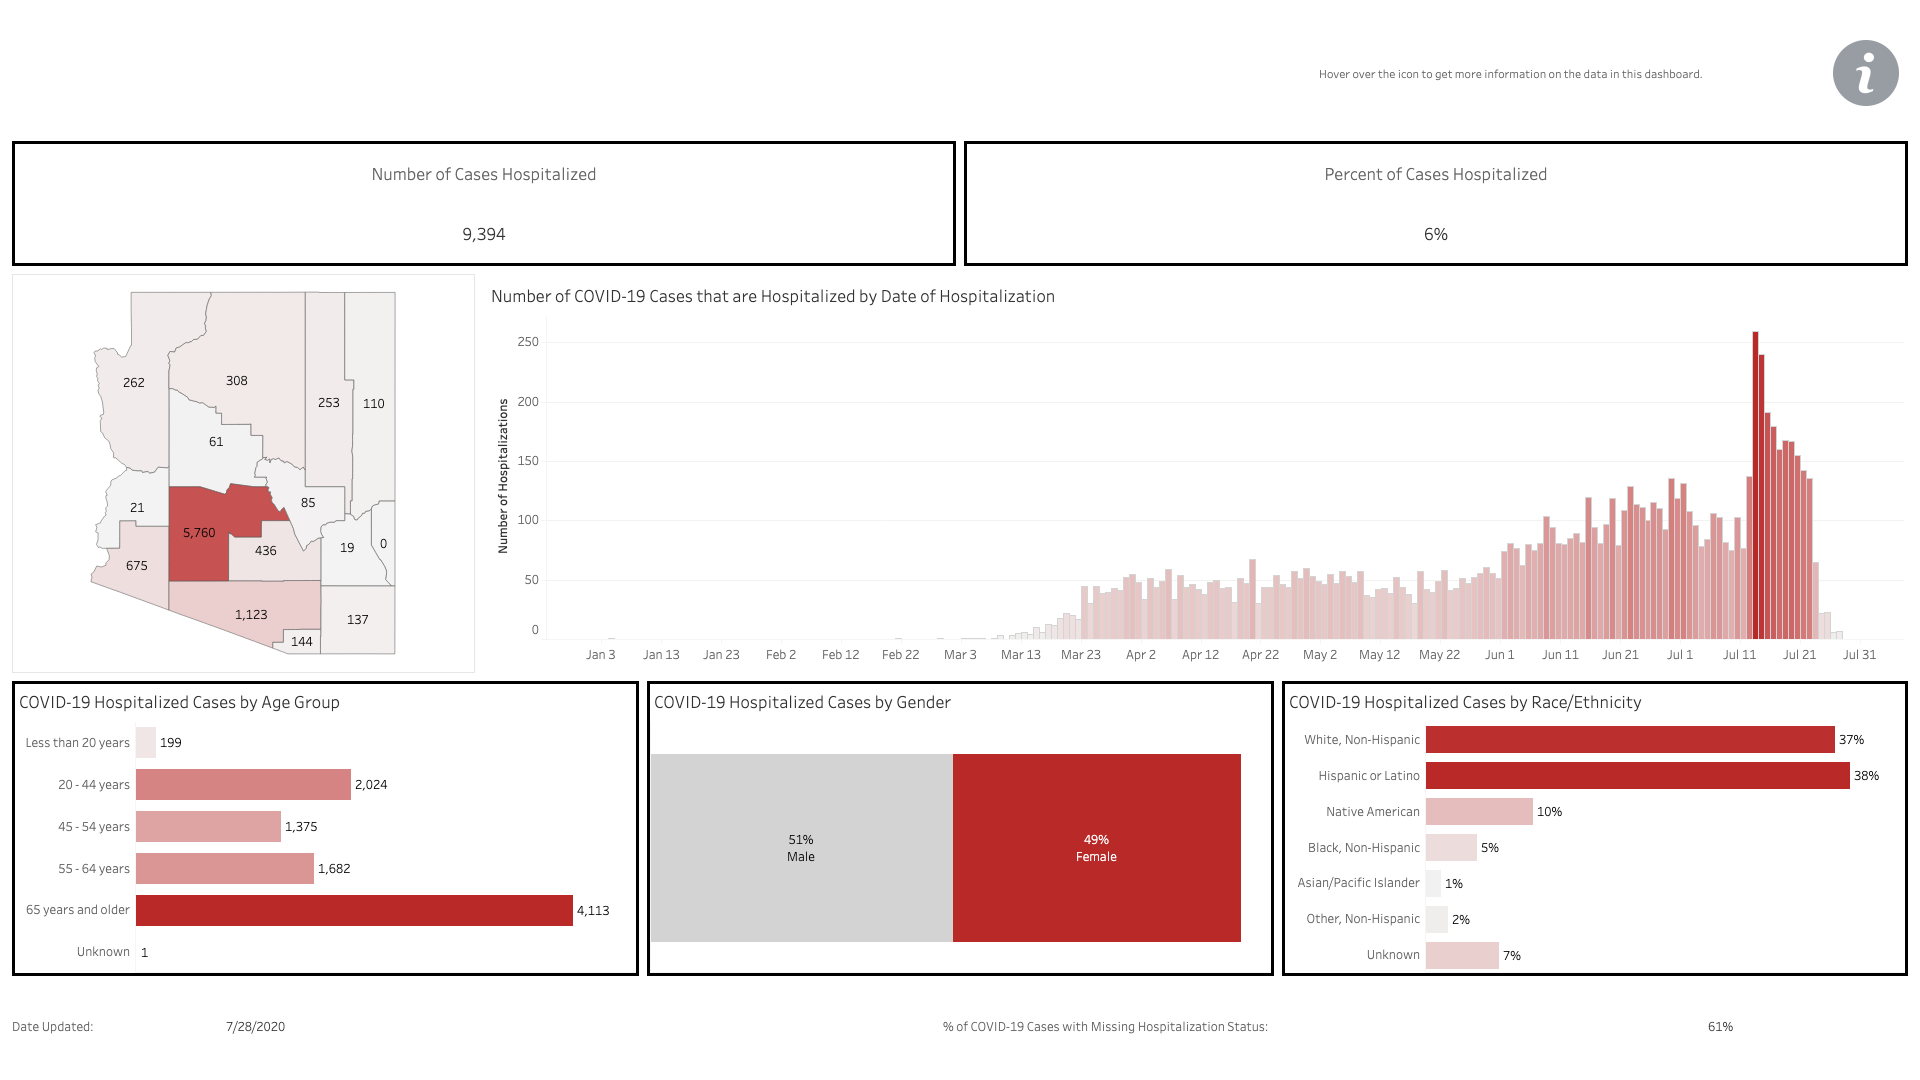 Hover over the icon to get more information on the data in this dashboard.
i
Number of Cases Hospitalized
9,394
Percent of Cases Hospitalized
6%
262
308
253
110
61
21
85
5,760
436
19
0
675
1,123
137
144
Number of COVID-19 Cases that are Hospitalized by Date of Hospitalization
Number of Hospitalizations
250
200
150
100
50
0
Jan 3 Jan 13 Jan 23 Feb 2 Feb 12 Feb 22 Mar 3 Mar 13 Mar 23 Apr 2 Apr 12 Apr 22 May 2 May 12 May 22 Jun 1 Jun 11 Jun 21 Jul 1 Jul 11 Jul 21 Jul 31
COVID-19 Hospitalized Cases by Age Group
Less than 20 years 199
20 - 44 years 2,024
45 - 54 years 1,375
55 - 64 years 1,682
65 years and older 4,113
Unknown 1
COVID-19 Hospitalized Cases by Gender
51%
Male
49%
Female
COVID-19 Hospitalized Cases by Race/Ethnicity
White, Non-Hispanic 37%
Hispanic or Latino 38%
Native American 10%
Black, Non-Hispanic 5%
Asian/Pacific Islander 1%
Other, Non-Hispanic 2%
Unknown 7%
Date Updated: 7/28/2020
% of COVID-19 Cases with Missing Hospitalization Status: 61%